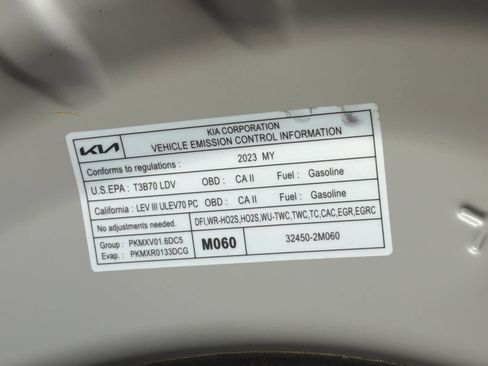 KIA CORPORATION
KIA VEHICLE EMISSION CONTROL INFORMATION
Conforms to regulations : 2023 MY
U.S.EPA : T3B70 LDV OBD : CA II Fuel : Gasoline
California : LEV III ULEV70 PC OBD : CA II Fuel : Gasoline
No adjustments needed. DFI,WR-HO2S,HO2S,WU-TWC,TWC,TC,CAC,EGR,EGRC
Group : PKMXV01.6DC5 M060 32450-2M060
Evap. : PKMXR0133DCG